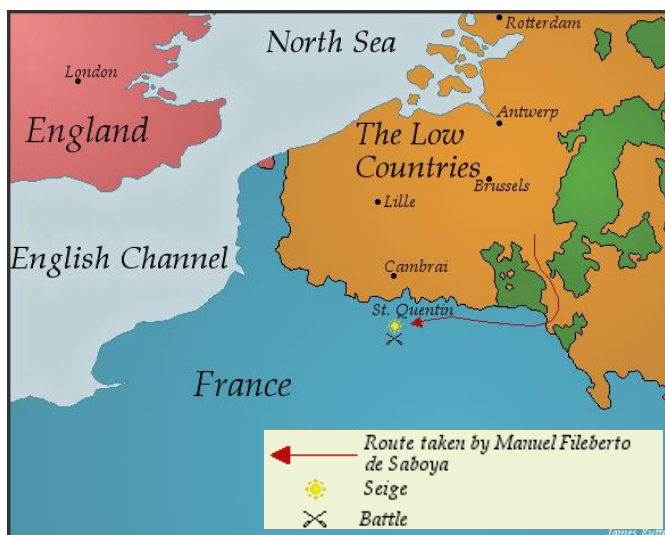 North Sea
Rotterdam
London
England
Antwerp
The Low
Countries
Brussels
Lille
English Channel
Cambrai
St. Quentin
France
Route taken by Manuel Fileberto
de Saboya
Seige
Battle
James